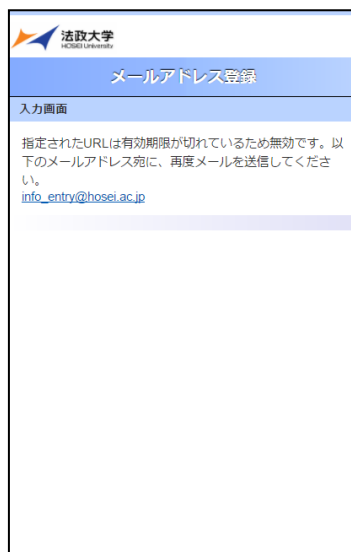 法政大学
HOSEI University
メールアドレス登録
入力画面
指定されたURLは有効期限が切れているため無効です。以
下のメールアドレス宛に、再度メールを送信してくださ
い。
info_entry@hosei.ac.jp